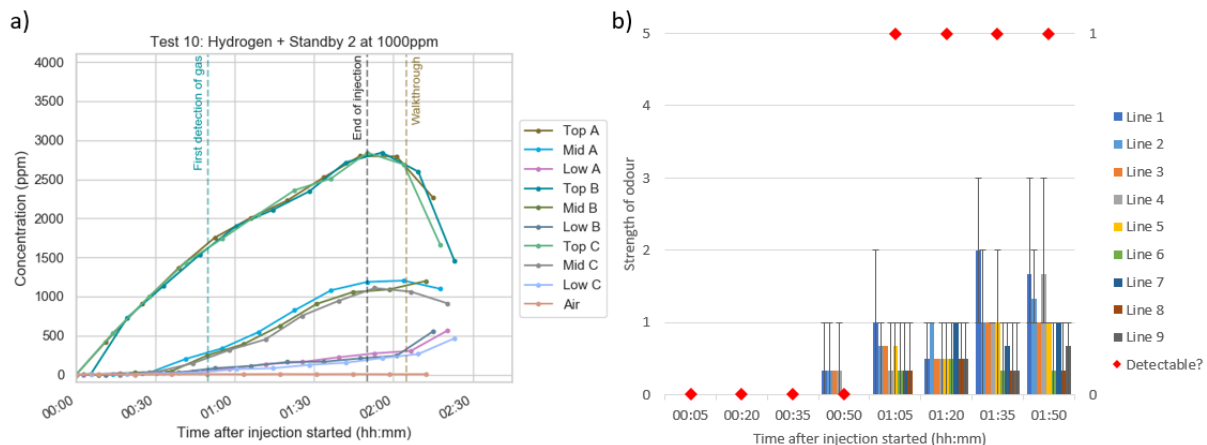 a)
Test 10: Hydrogen + Standby 2 at 1000ppm
4000
3500
3000
2500
2000
1500
1000
500
0
Concentration (ppm)
First detection of gas
End of injection
Walkthrough
00:00
00:30
01:00
01:30
02:00
02:30
Time after injection started (hh:mm)
Top A
Mid A
Low A
Top B
Mid B
Low B
Top C
Mid C
Low C
Air
b)
5
4
3
2
1
0
Strength of odour
1
0
00:05
00:20
00:35
00:50
01:05
01:20
01:35
01:50
Time after injection started (hh:mm)
Line 1
Line 2
Line 3
Line 4
Line 5
Line 6
Line 7
Line 8
Line 9
Detectable?